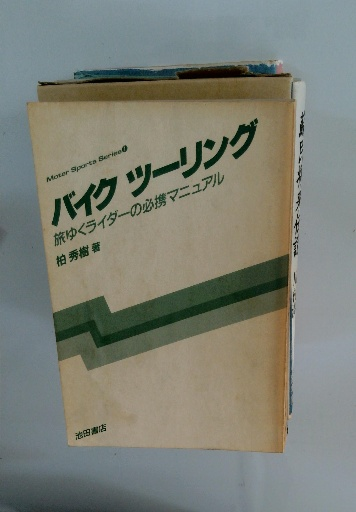 Motor Sports Series❷
バイク ツーリング
旅ゆくライダーの必携マニュアル
柏 秀樹 著
池田書店